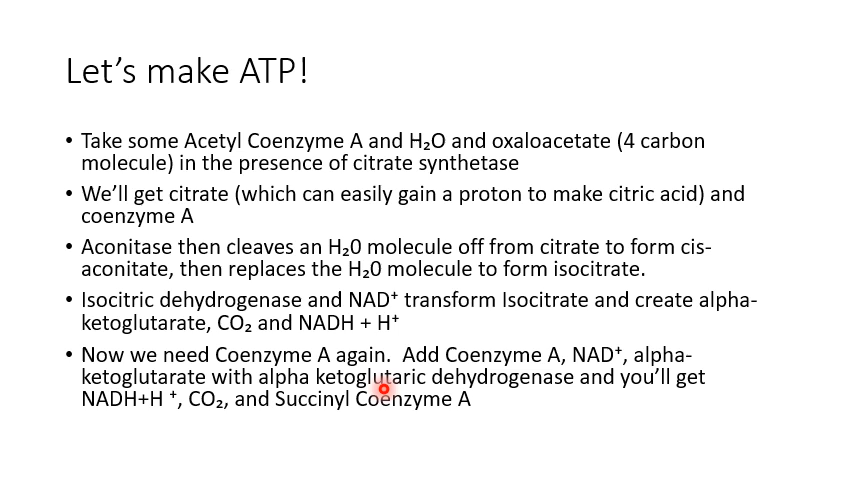 Let's make ATP!
• Take some Acetyl Coenzyme A and H₂O and oxaloacetate (4 carbon
molecule) in the presence of citrate synthetase
• We'll get citrate (which can easily gain a proton to make citric acid) and
coenzyme A
• Aconitase then cleaves an H₂0 molecule off from citrate to form cis-
aconitate, then replaces the H₂0 molecule to form isocitrate.
• Isocitric dehydrogenase and NAD⁺ transform Isocitrate and create alpha-
ketoglutarate, CO₂ and NADH + H⁺
• Now we need Coenzyme A again.  Add Coenzyme A, NAD⁺, alpha-
ketoglutarate with alpha ketoglutaric dehydrogenase and you'll get
NADH+H ⁺, CO₂, and Succinyl Coenzyme A